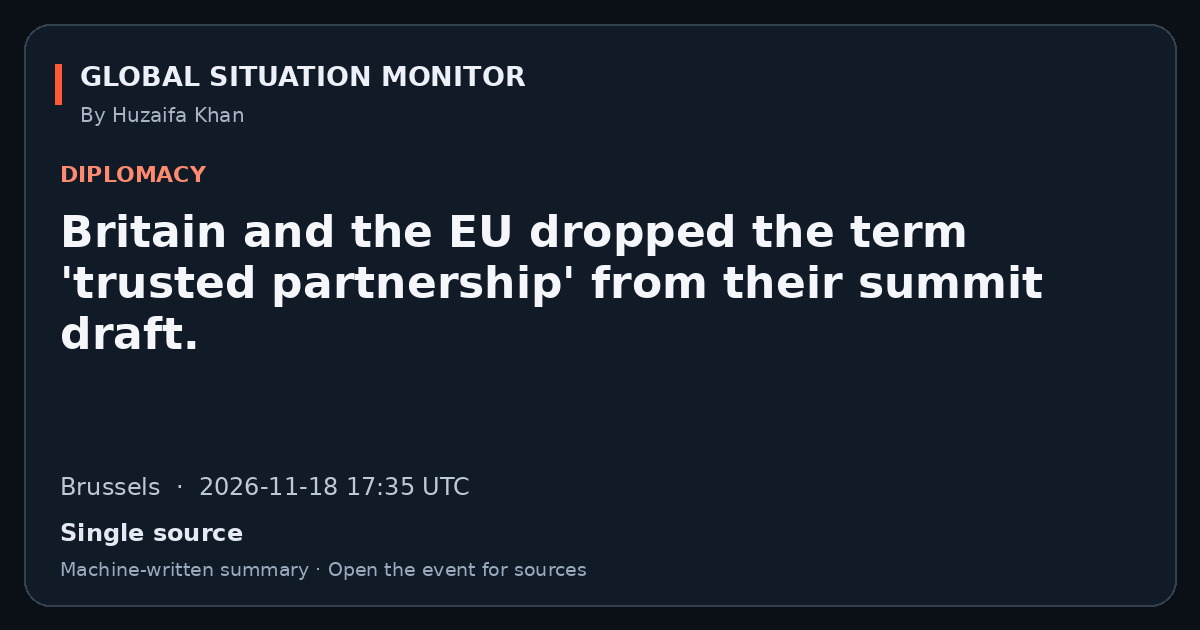 GLOBAL SITUATION MONITOR
By Huzaifa Khan
DIPLOMACY
Britain and the EU dropped the term
'trusted partnership' from their summit
draft.
Brussels · 2026-11-18 17:35 UTC
Single source
Machine-written summary · Open the event for sources